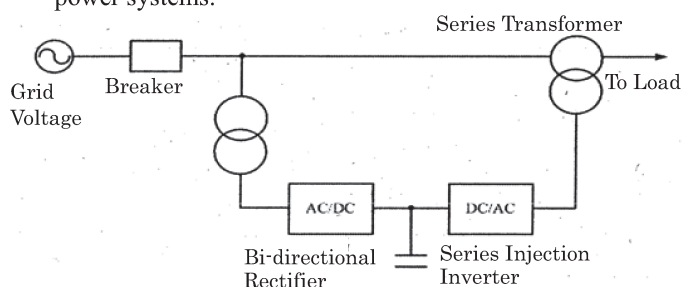 power systems.
Series Transformer
Grid
Voltage
Breaker
To Load
AC/DC
DC/AC
Bi-directional
Rectifier
Series Injection
Inverter